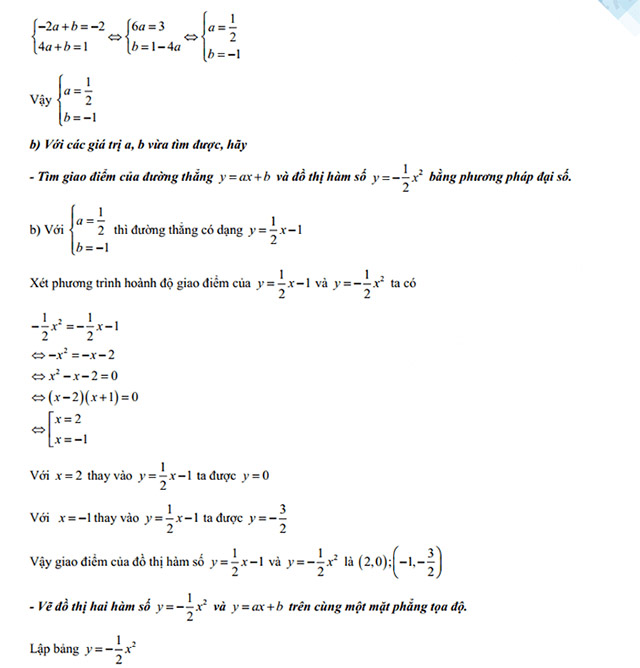 {-2a + b = -2; 4a + b = 1 ⇔ {6a = 3; b = 1 - 4a ⇔ {a = 1/2; b = -1
Vậy {a = 1/2; b = -1
b) Với các giá trị a, b vừa tìm được, hãy
- Tìm giao điểm của đường thẳng y = ax + b và đồ thị hàm số y = -1/2 x² bằng phương pháp đại số.
b) Với {a = 1/2; b = -1 thì đường thẳng có dạng y = 1/2 x - 1
Xét phương trình hoành độ giao điểm của y = 1/2 x - 1 và y = -1/2 x² ta có
-1/2 x² = -1/2 x - 1
⇔ -x² = -x - 2
⇔ x² - x - 2 = 0
⇔ (x - 2)(x + 1) = 0
⇔ [x = 2; x = -1
Với x = 2 thay vào y = 1/2 x - 1 ta được y = 0
Với x = -1 thay vào y = 1/2 x - 1 ta được y = -3/2
Vậy giao điểm của đồ thị hàm số y = 1/2 x - 1 và y = -1/2 x² là (2,0);(-1,-3/2)
- Vẽ đồ thị hai hàm số y = -1/2 x² và y = ax + b trên cùng một mặt phẳng tọa độ.
Lập bảng y = -1/2 x²